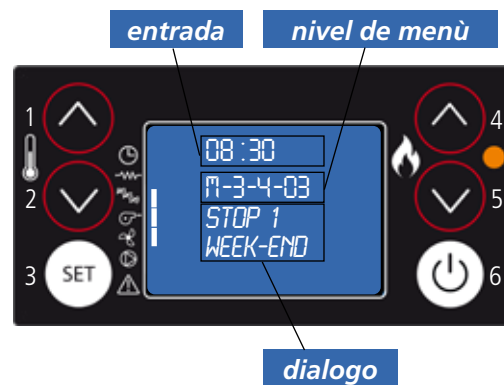 entrada
nivel de menù
1
4
08:30
M-3-4-03
2
5
STOP 1
WEEK-END
3
SET
6
dialogo